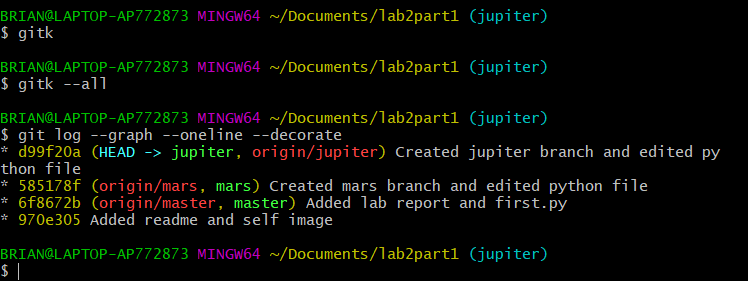 BRIAN@LAPTOP-AP772873 MINGW64 ~/Documents/lab2part1 (jupiter)
$ gitk
BRIAN@LAPTOP-AP772873 MINGW64 ~/Documents/lab2part1 (jupiter)
$ gitk --all
BRIAN@LAPTOP-AP772873 MINGW64 ~/Documents/lab2part1 (jupiter)
$ git log --graph --oneline --decorate
* d99f20a (HEAD -> jupiter, origin/jupiter) Created jupiter branch and edited py
thon file
* 585178f (origin/mars, mars) Created mars branch and edited python file
* 6f8672b (origin/master, master) Added lab report and first.py
* 970e305 Added readme and self image
BRIAN@LAPTOP-AP772873 MINGW64 ~/Documents/lab2part1 (jupiter)
$